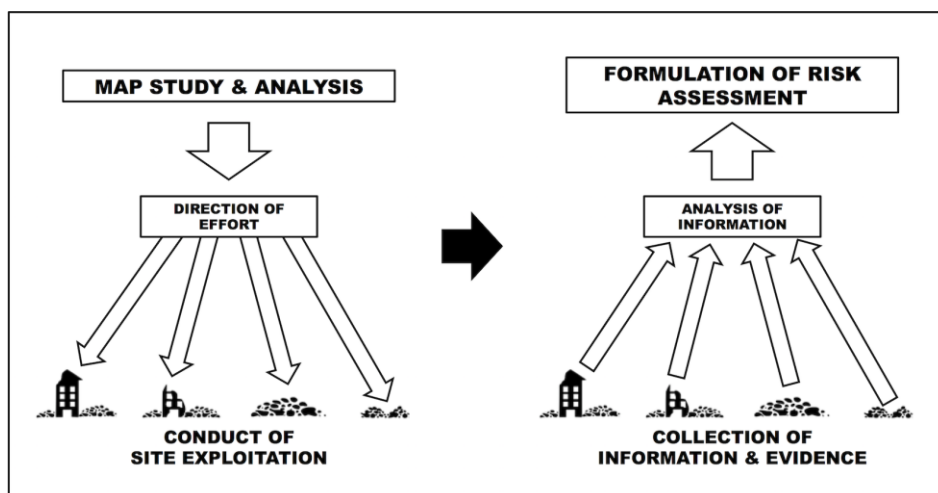 MAP STUDY & ANALYSIS
DIRECTION OF
EFFORT
CONDUCT OF
SITE EXPLOITATION
FORMULATION OF RISK
ASSESSMENT
ANALYSIS OF
INFORMATION
COLLECTION OF
INFORMATION & EVIDENCE